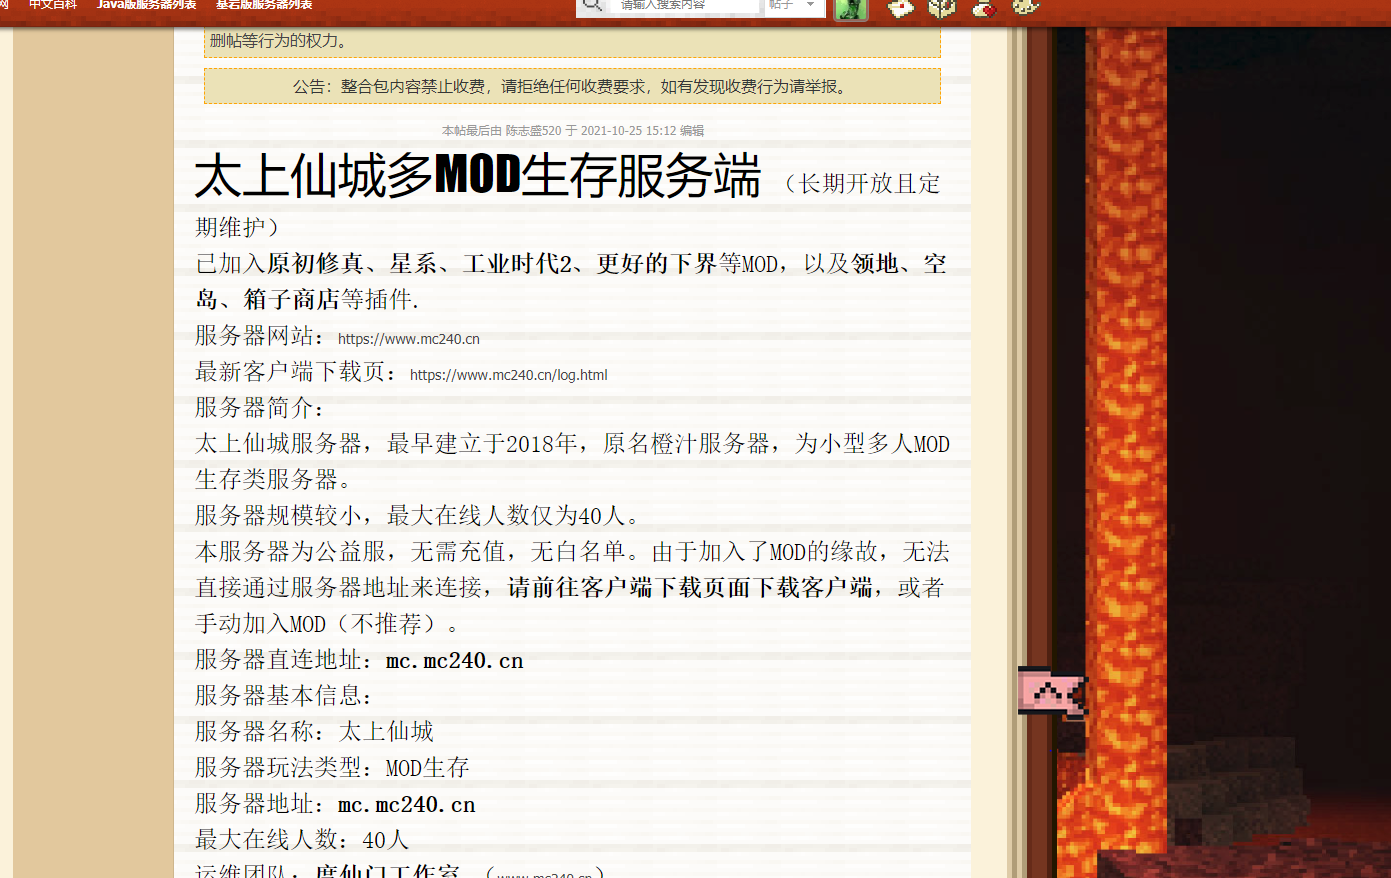 网 中文百科 Java版服务器列表 基岩版服务器列表 请输入搜索内容 帖子
删帖等行为的权力。
公告：整合包内容禁止收费，请拒绝任何收费要求，如有发现收费行为请举报。
本帖最后由 陈志盛520 于 2021-10-25 15:12 编辑
太上仙城多MOD生存服务端 （长期开放且定
期维护）
已加入原初修真、星系、工业时代2、更好的下界等MOD，以及领地、空
岛、箱子商店等插件.
服务器网站：https://www.mc240.cn
最新客户端下载页：https://www.mc240.cn/log.html
服务器简介：
太上仙城服务器，最早建立于2018年，原名橙汁服务器，为小型多人MOD
生存类服务器。
服务器规模较小，最大在线人数仅为40人。
本服务器为公益服，无需充值，无白名单。由于加入了MOD的缘故，无法
直接通过服务器地址来连接，请前往客户端下载页面下载客户端，或者
手动加入MOD（不推荐）。
服务器直连地址：mc.mc240.cn
服务器基本信息：
服务器名称：太上仙城
服务器玩法类型：MOD生存
服务器地址：mc.mc240.cn
最大在线人数：40人
运维团队：度仙门工作室 （www.mc240.cn）